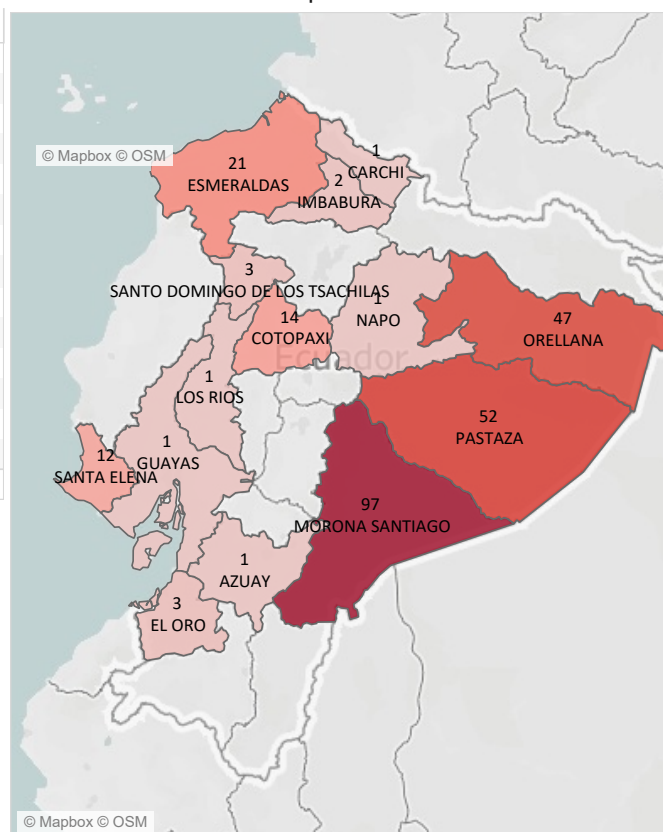 © Mapbox © OSM
21
ESMERALDAS
1
CARCHI
2
IMBABURA
3
SANTO DOMINGO DE LOS TSACHILAS
1
NAPO
14
COTOPAXI
47
ORELLANA
Ecuador
1
LOS RIOS
52
PASTAZA
1
GUAYAS
12
SANTA ELENA
97
MORONA SANTIAGO
1
AZUAY
3
EL ORO
© Mapbox © OSM